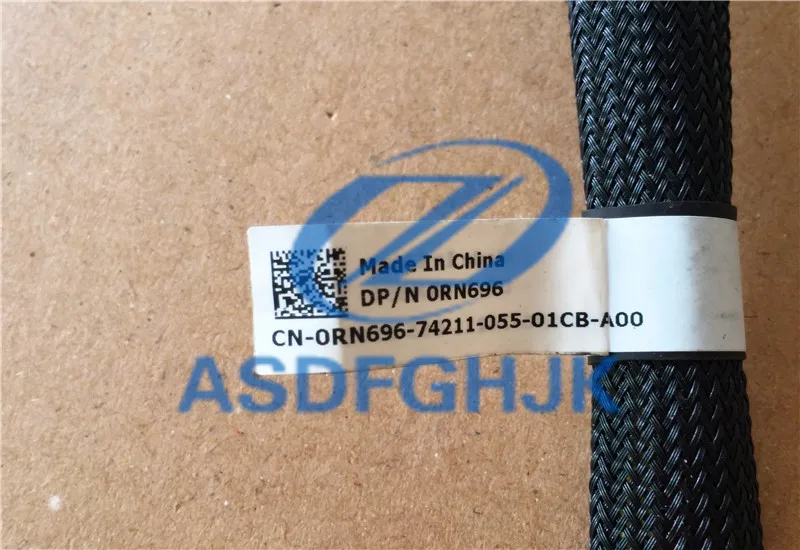 Made In China
DP/N 0RN696
CN-0RN696-74211-055-01CB-A00
ASDFGHJK